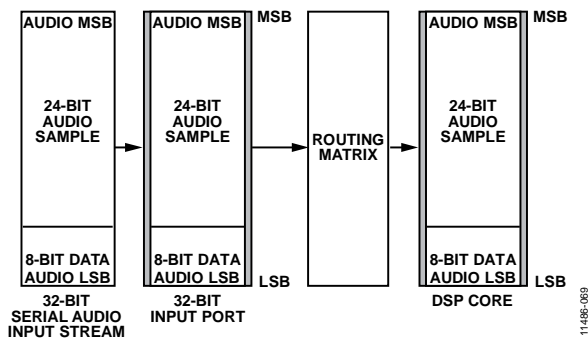 AUDIO MSB
24-BIT
AUDIO
SAMPLE
8-BIT DATA
AUDIO LSB
32-BIT
SERIAL AUDIO
INPUT STREAM
AUDIO MSB
MSB
24-BIT
AUDIO
SAMPLE
8-BIT DATA
AUDIO LSB
LSB
32-BIT
INPUT PORT
ROUTING
MATRIX
AUDIO MSB
MSB
24-BIT
AUDIO
SAMPLE
8-BIT DATA
AUDIO LSB
LSB
DSP CORE
11486-069